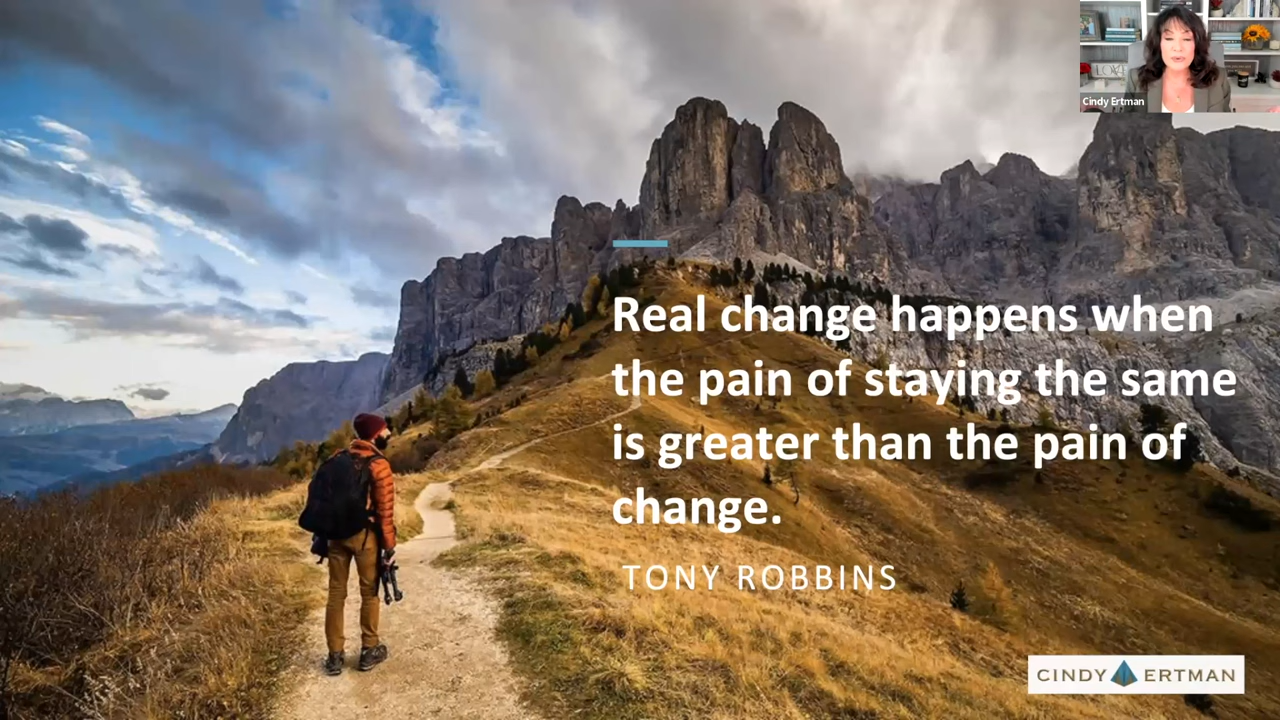 LOVE
Cindy Ertman
Real change happens when
the pain of staying the same
is greater than the pain of
change.
TONY ROBBINS
CINDY ERTMAN